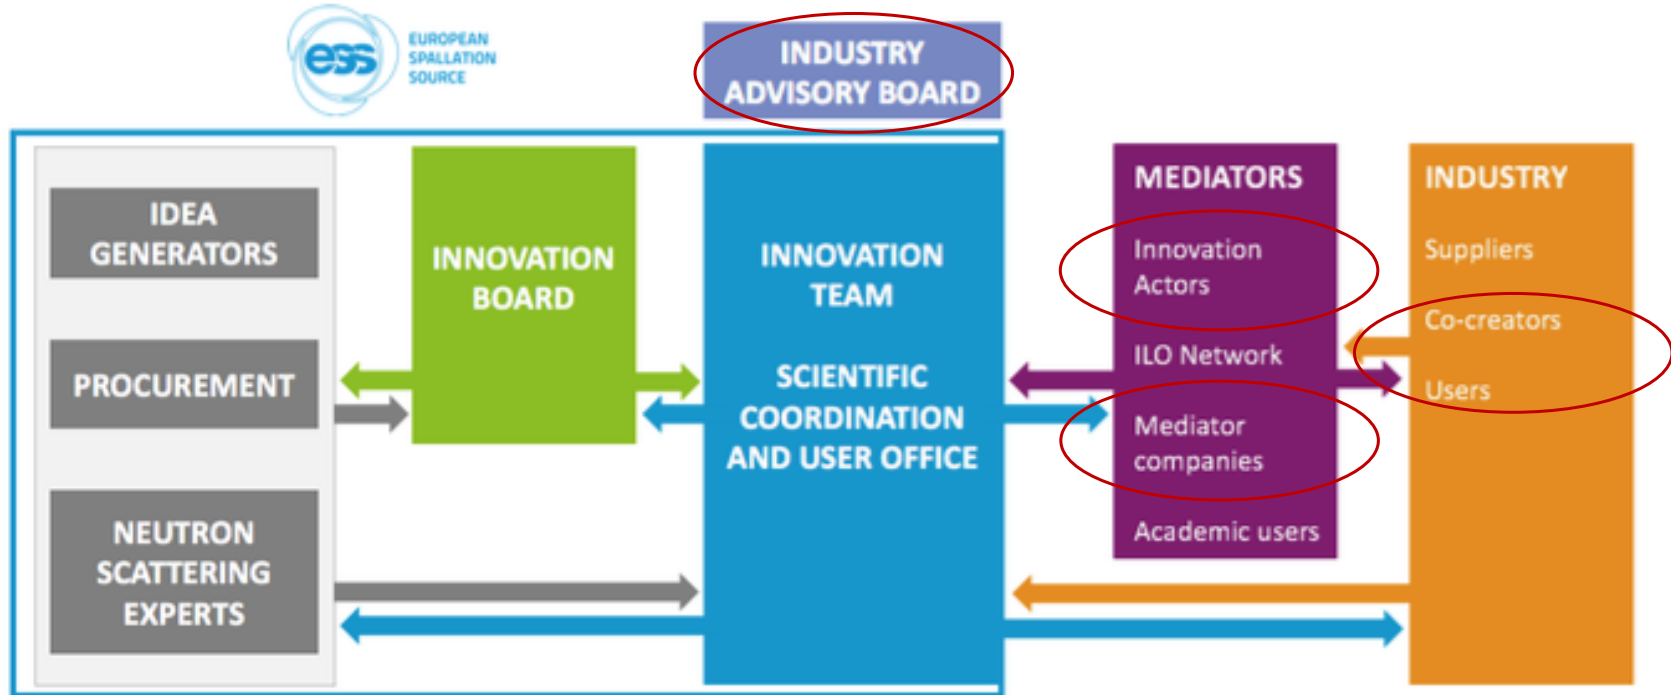 ess
EUROPEAN
SPALLATION
SOURCE
INDUSTRY
ADVISORY BOARD
IDEA
GENERATORS
PROCUREMENT
NEUTRON
SCATTERING
EXPERTS
INNOVATION
BOARD
INNOVATION
TEAM
SCIENTIFIC
COORDINATION
AND USER OFFICE
MEDIATORS
Innovation
Actors
ILO Network
Mediator
companies
Academic users
INDUSTRY
Suppliers
Co-creators
Users